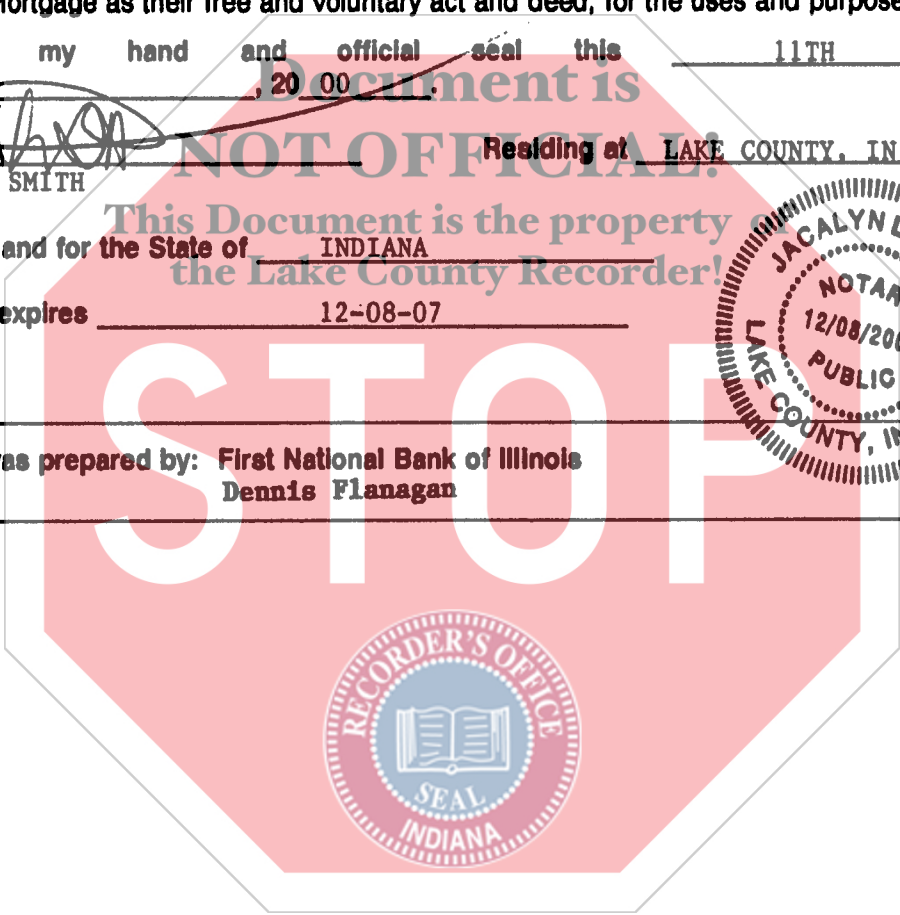 Mortgage as their free and voluntary act and deed, for the uses and purpose
my hand and official seal this 11TH
, 20 00 .
Document is
NOT OFFICIAL!
Residing at LAKE COUNTY, IN
SMITH
This Document is the property of
and for the State of INDIANA
the Lake County Recorder!
expires 12-08-07
JACALYN L
NOTAR
12/08/200
PUBLIC
LAKE COUNTY, IN
STOP
as prepared by: First National Bank of Illinois
Dennis Flanagan
RECORDER'S OFFICE
SEAL
INDIANA